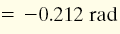 = −0.212 rad